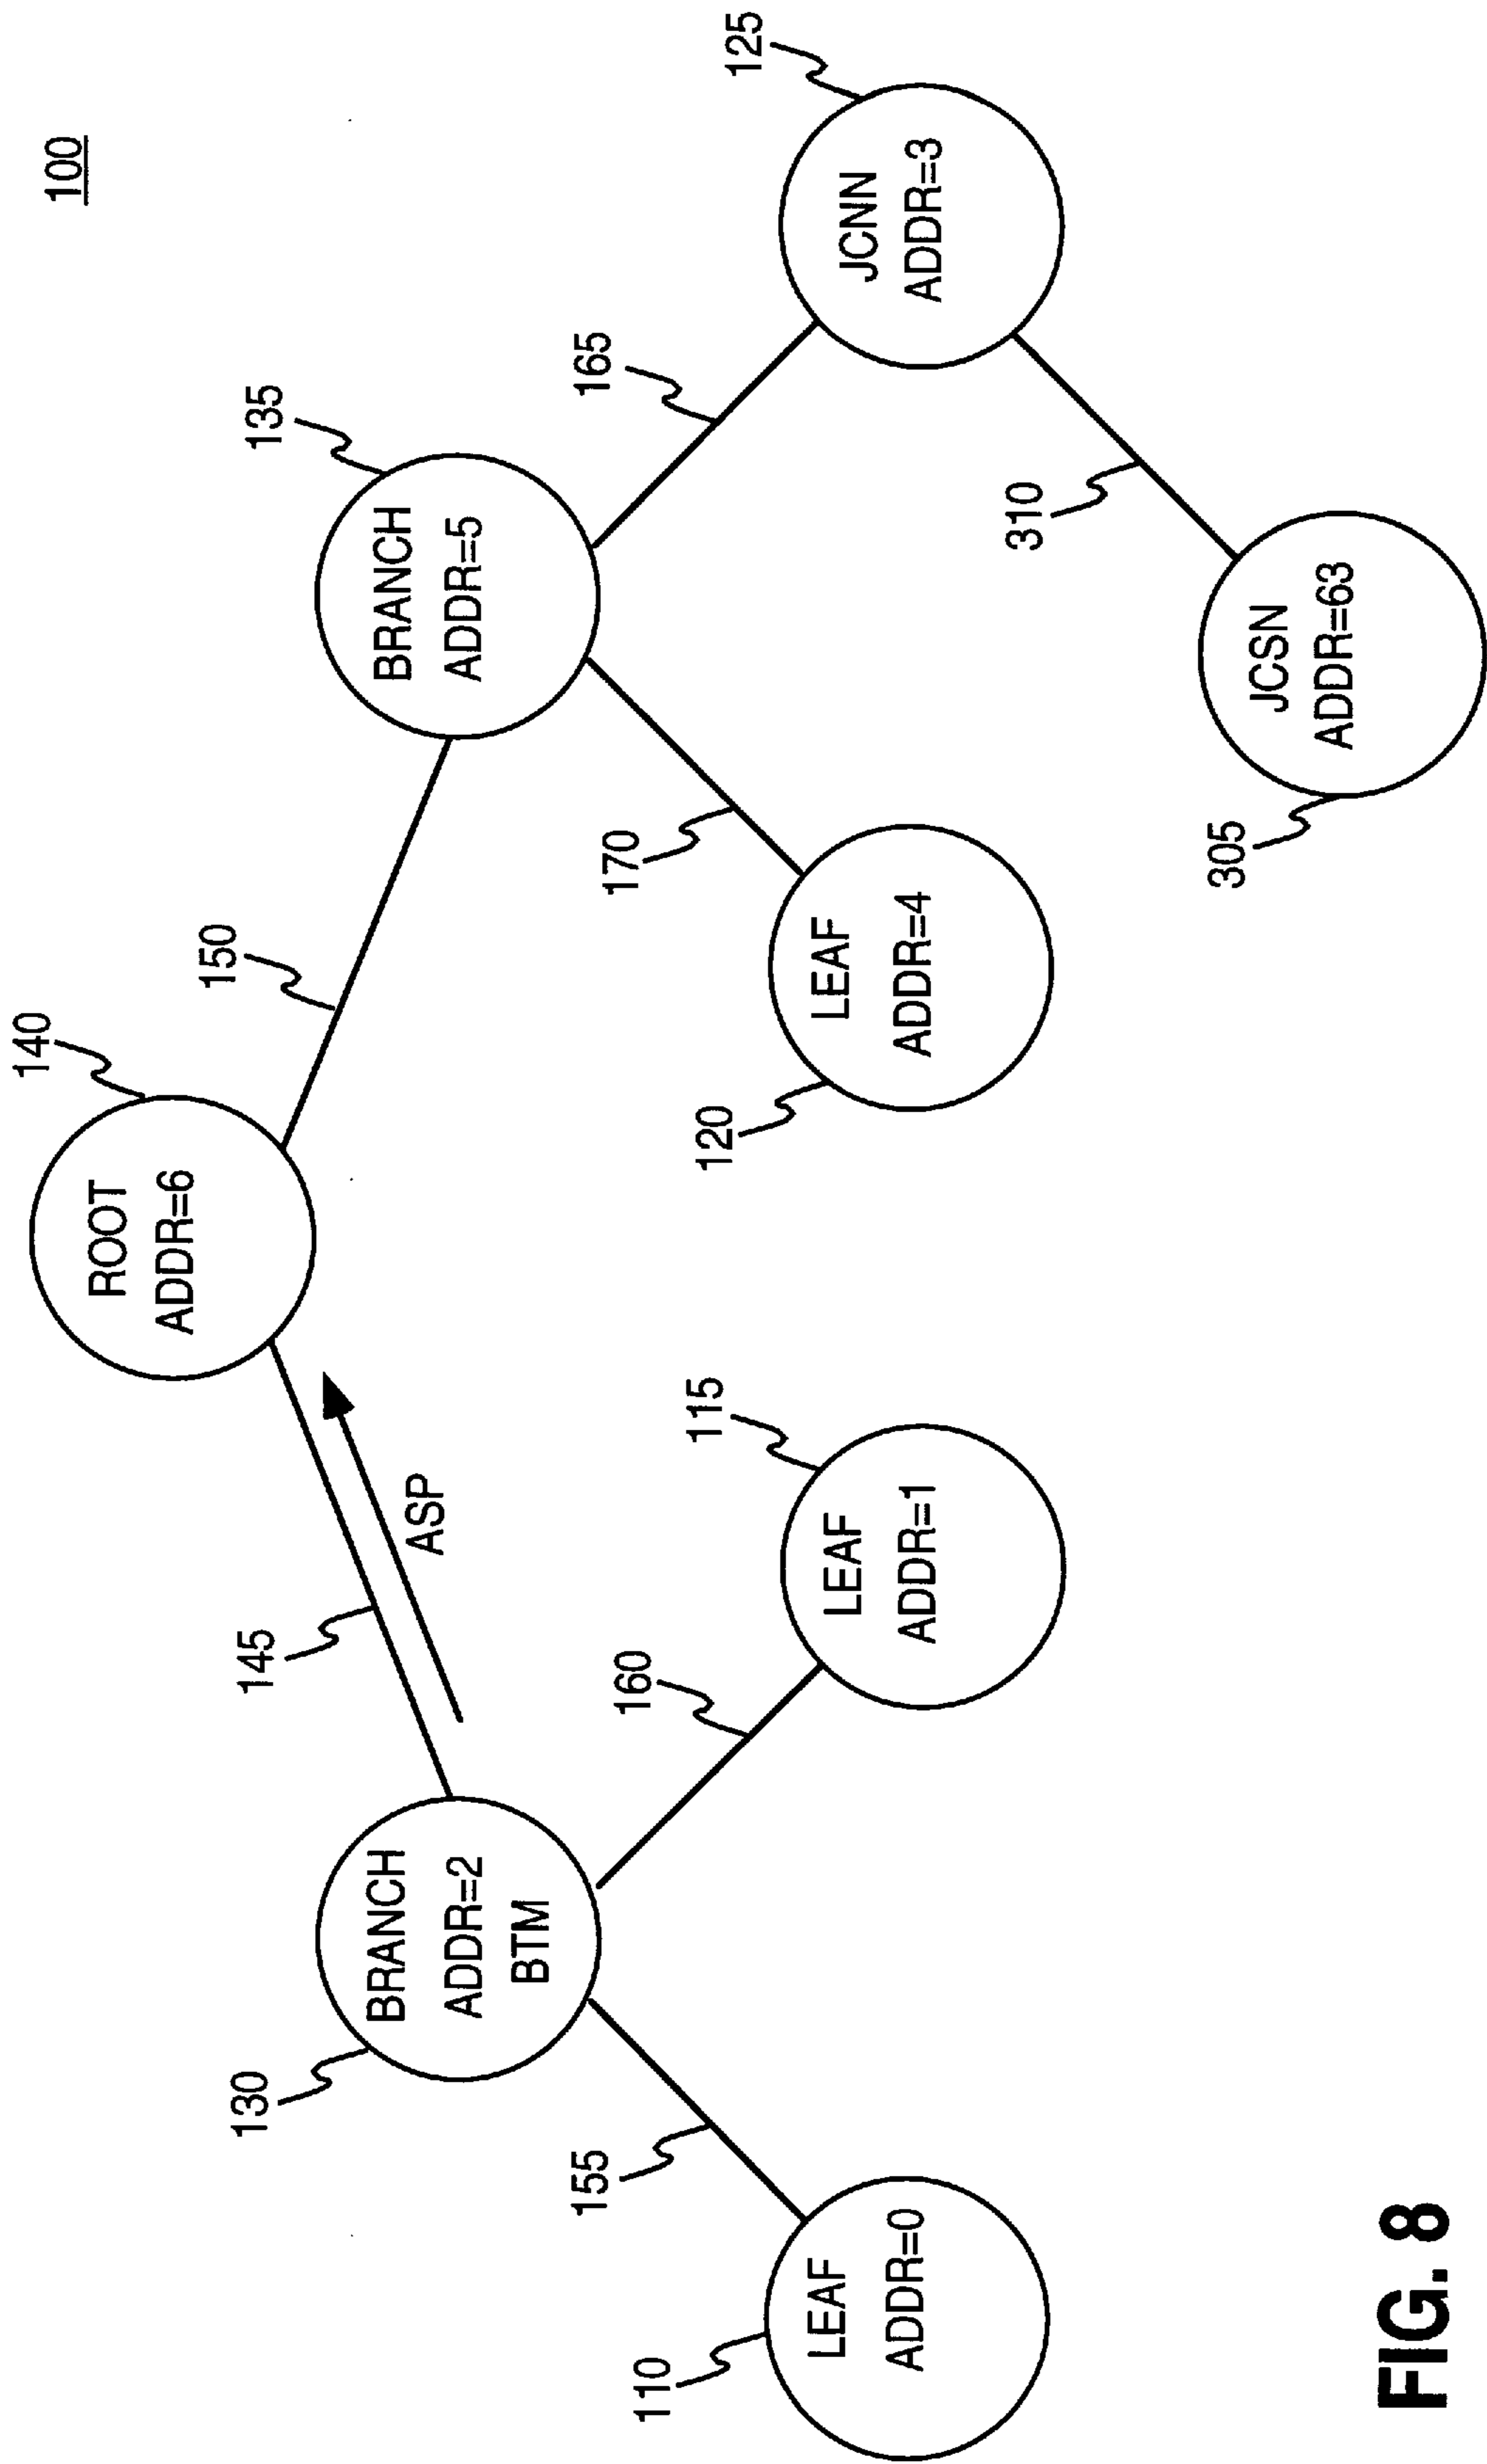 100
140
ROOT
ADDR=6
145
150
ASP
130
BRANCH
ADDR=2
BTM
135
BRANCH
ADDR=5
155
160
170
165
110
LEAF
ADDR=0
115
LEAF
ADDR=1
120
LEAF
ADDR=4
125
JCNN
ADDR=3
310
305
JCSN
ADDR=63
FIG. 8